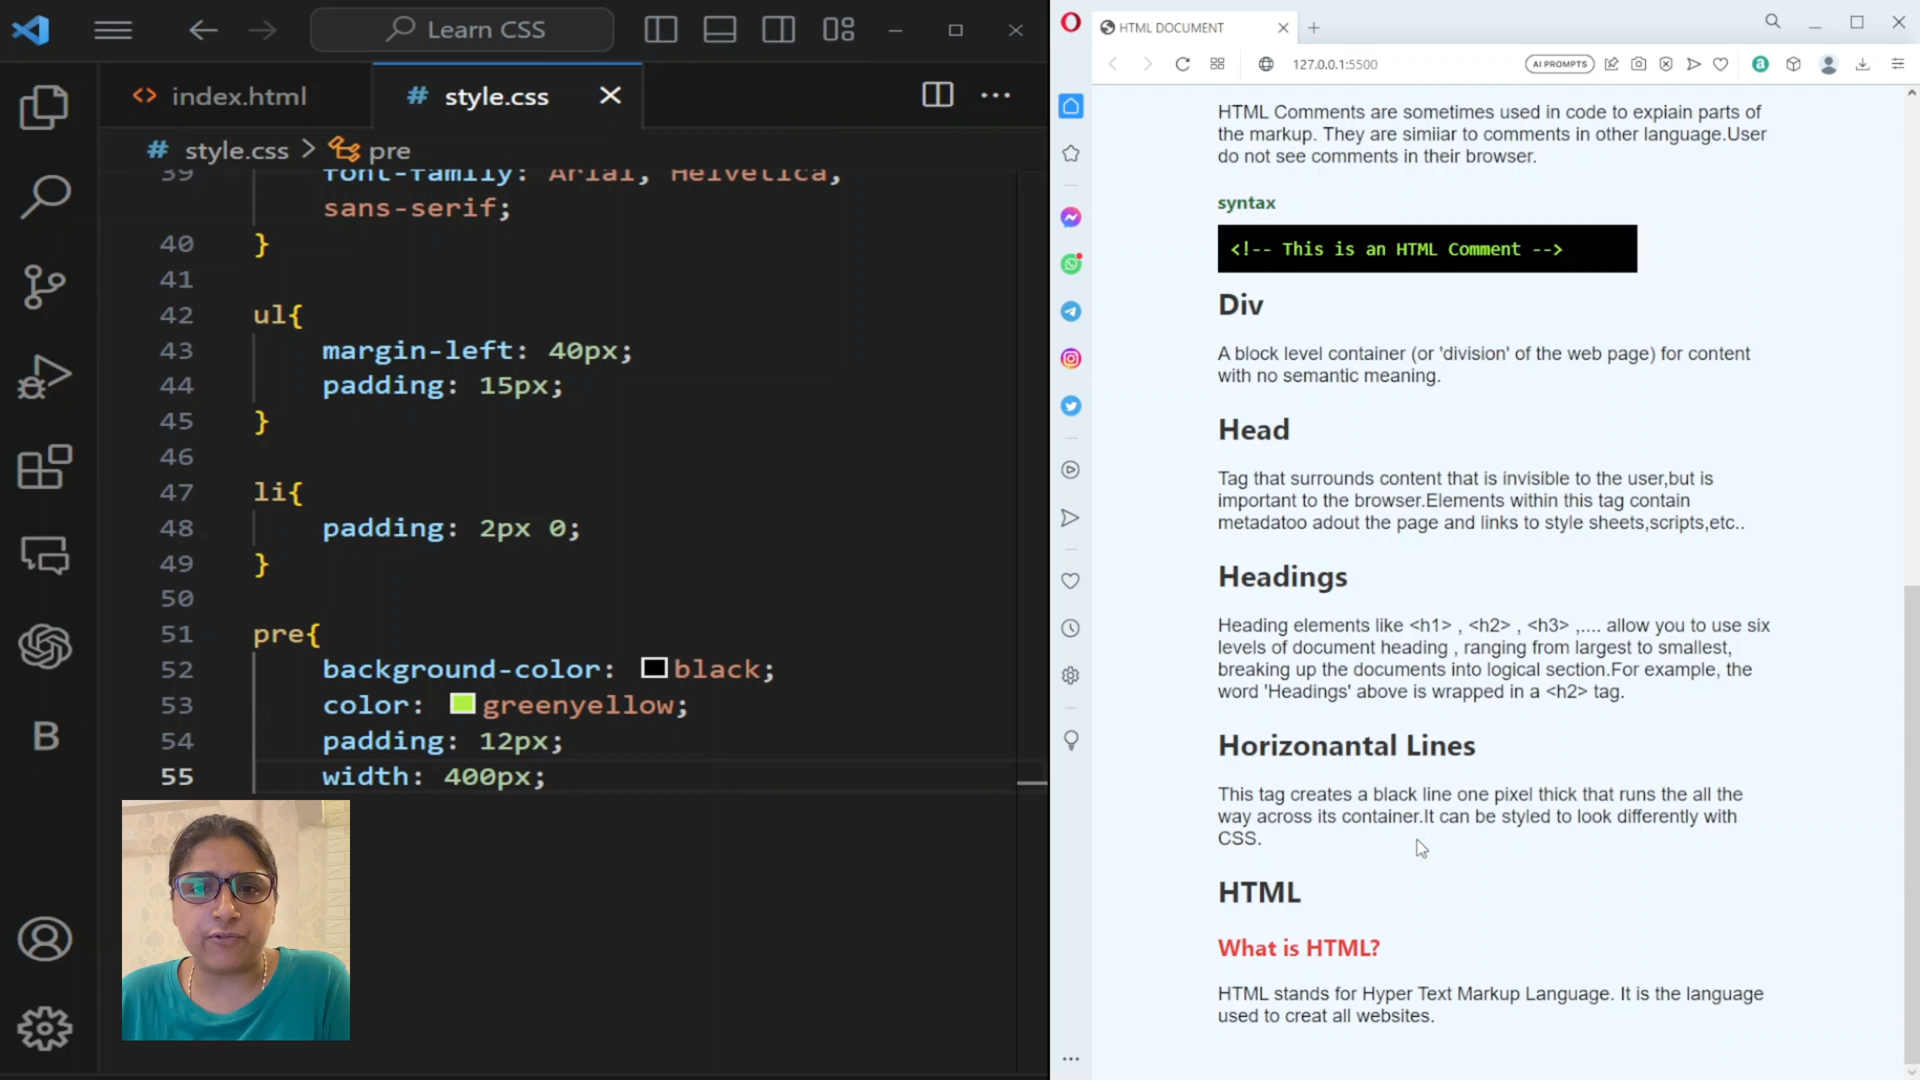 Learn CSS
index.html
style.css
# style.css > pre
39 font-family: Arial, Helvetica,
sans-serif;
40 }
41
42 ul{
43 margin-left: 40px;
44 padding: 15px;
45 }
46
47 li{
48 padding: 2px 0;
49 }
50
51 pre{
52 background-color: black;
53 color: greenyellow;
54 padding: 12px;
55 width: 400px;
B
HTML DOCUMENT
127.0.0.1:5500
AI PROMPTS
HTML Comments are sometimes used in code to expiain parts of
the markup. They are simiiar to comments in other language.User
do not see comments in their browser.
syntax
<!-- This is an HTML Comment -->
Div
A block level container (or 'division' of the web page) for content
with no semantic meaning.
Head
Tag that surrounds content that is invisible to the user,but is
important to the browser.Elements within this tag contain
metadatoo adout the page and links to style sheets,scripts,etc..
Headings
Heading elements like <h1> , <h2> , <h3> ,.... allow you to use six
levels of document heading , ranging from largest to smallest,
breaking up the documents into logical section.For example, the
word 'Headings' above is wrapped in a <h2> tag.
Horizonantal Lines
This tag creates a black line one pixel thick that runs the all the
way across its container.It can be styled to look differently with
CSS.
HTML
What is HTML?
HTML stands for Hyper Text Markup Language. It is the language
used to creat all websites.